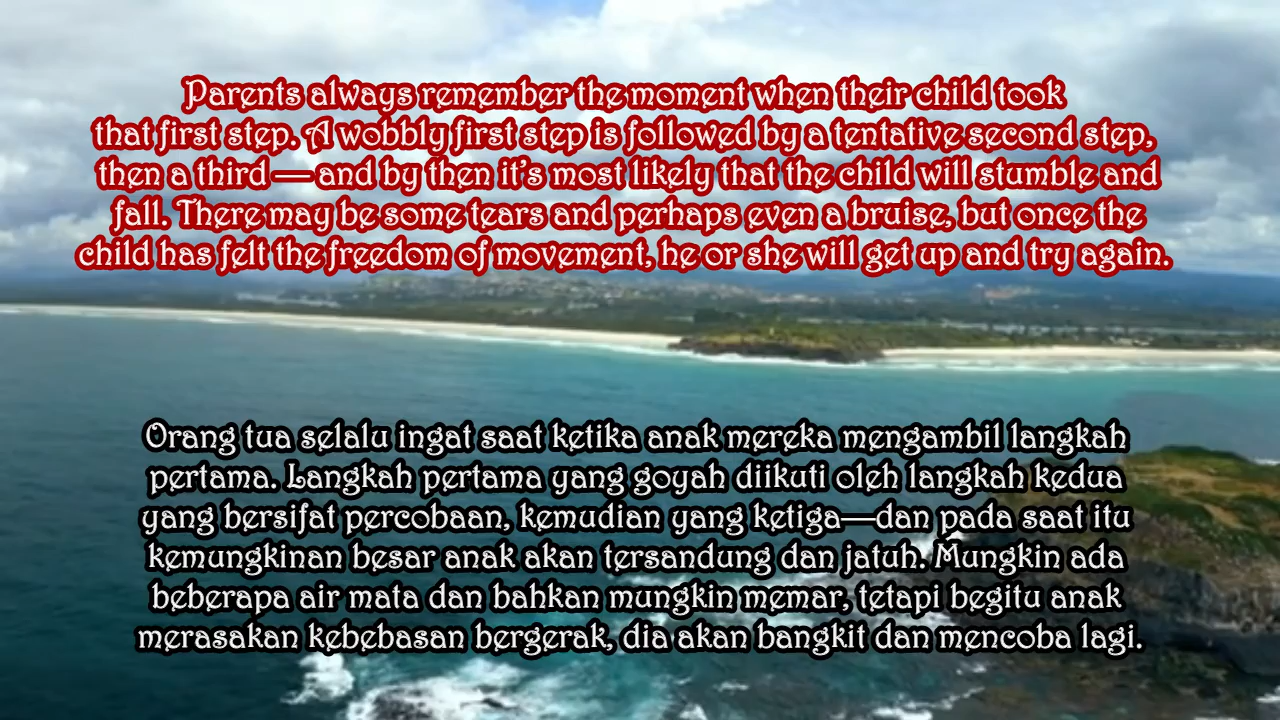 Parents always remember the moment when their child took
that first step. A wobbly first step is followed by a tentative second step,
then a third — and by then it's most likely that the child will stumble and
fall. There may be some tears and perhaps even a bruise, but once the
child has felt the freedom of movement, he or she will get up and try again.
Orang tua selalu ingat saat ketika anak mereka mengambil langkah
pertama. Langkah pertama yang goyah diikuti oleh langkah kedua
yang bersifat percobaan, kemudian yang ketiga—dan pada saat itu
kemungkinan besar anak akan tersandung dan jatuh. Mungkin ada
beberapa air mata dan bahkan mungkin memar, tetapi begitu anak
merasakan kebebasan bergerak, dia akan bangkit dan mencoba lagi.